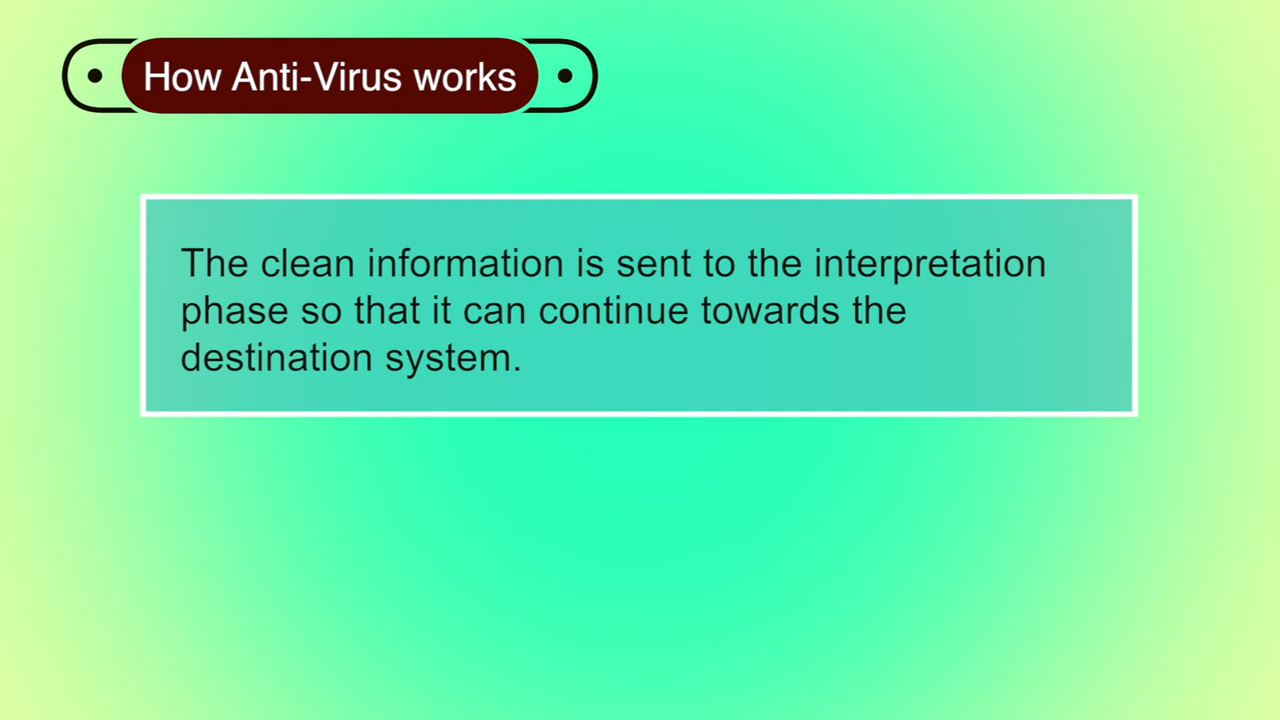 How Anti-Virus works
The clean information is sent to the interpretation
phase so that it can continue towards the
destination system.